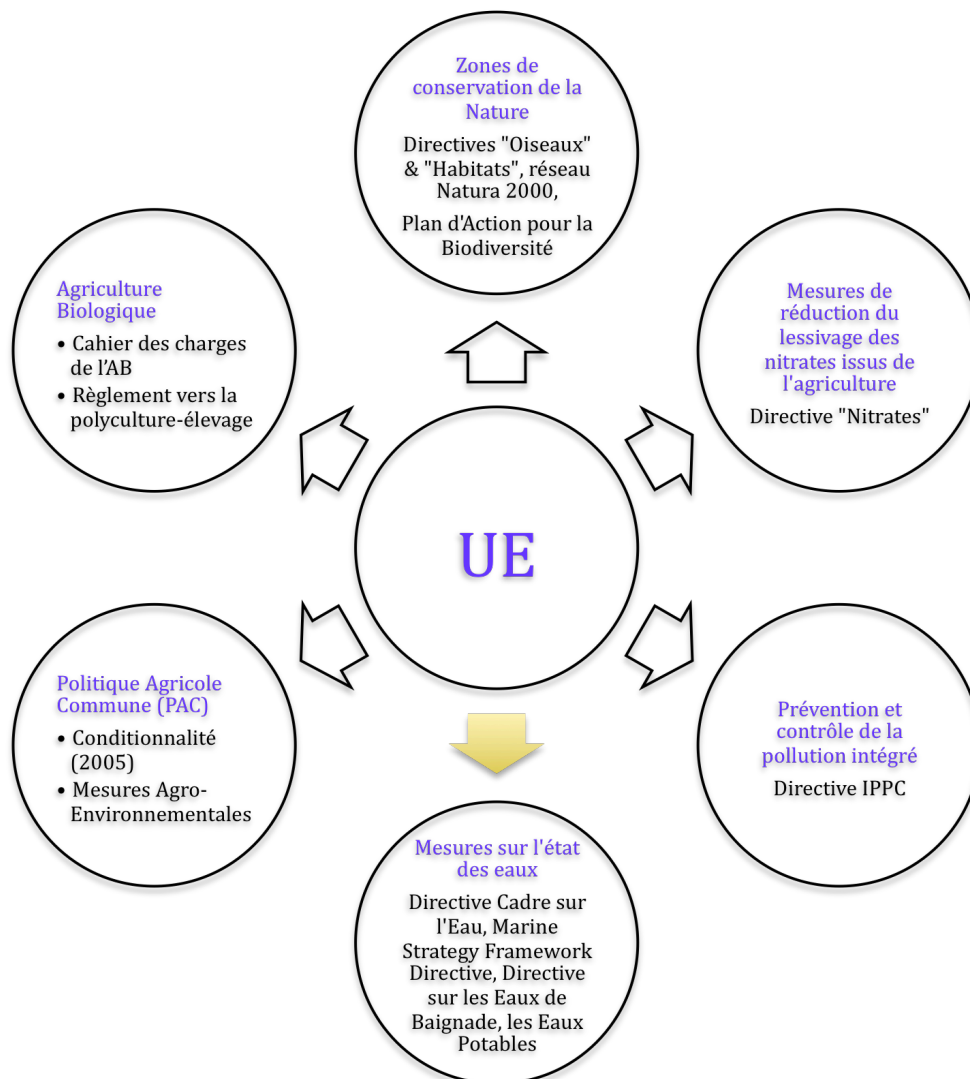 Zones de
conservation de la
Nature
Directives "Oiseaux"
& "Habitats", réseau
Natura 2000,
Plan d'Action pour la
Biodiversité
Agriculture
Biologique
• Cahier des charges
de l’AB
• Règlement vers la
polyculture-élevage
Mesures de
réduction du
lessivage des
nitrates issus de
l'agriculture
Directive "Nitrates"
UE
Politique Agricole
Commune (PAC)
• Conditionnalité
(2005)
• Mesures Agro-
Environnementales
Prévention et
contrôle de la
pollution intégré
Directive IPPC
Mesures sur l'état
des eaux
Directive Cadre sur
l'Eau, Marine
Strategy Framework
Directive, Directive
sur les Eaux de
Baignade, les Eaux
Potables